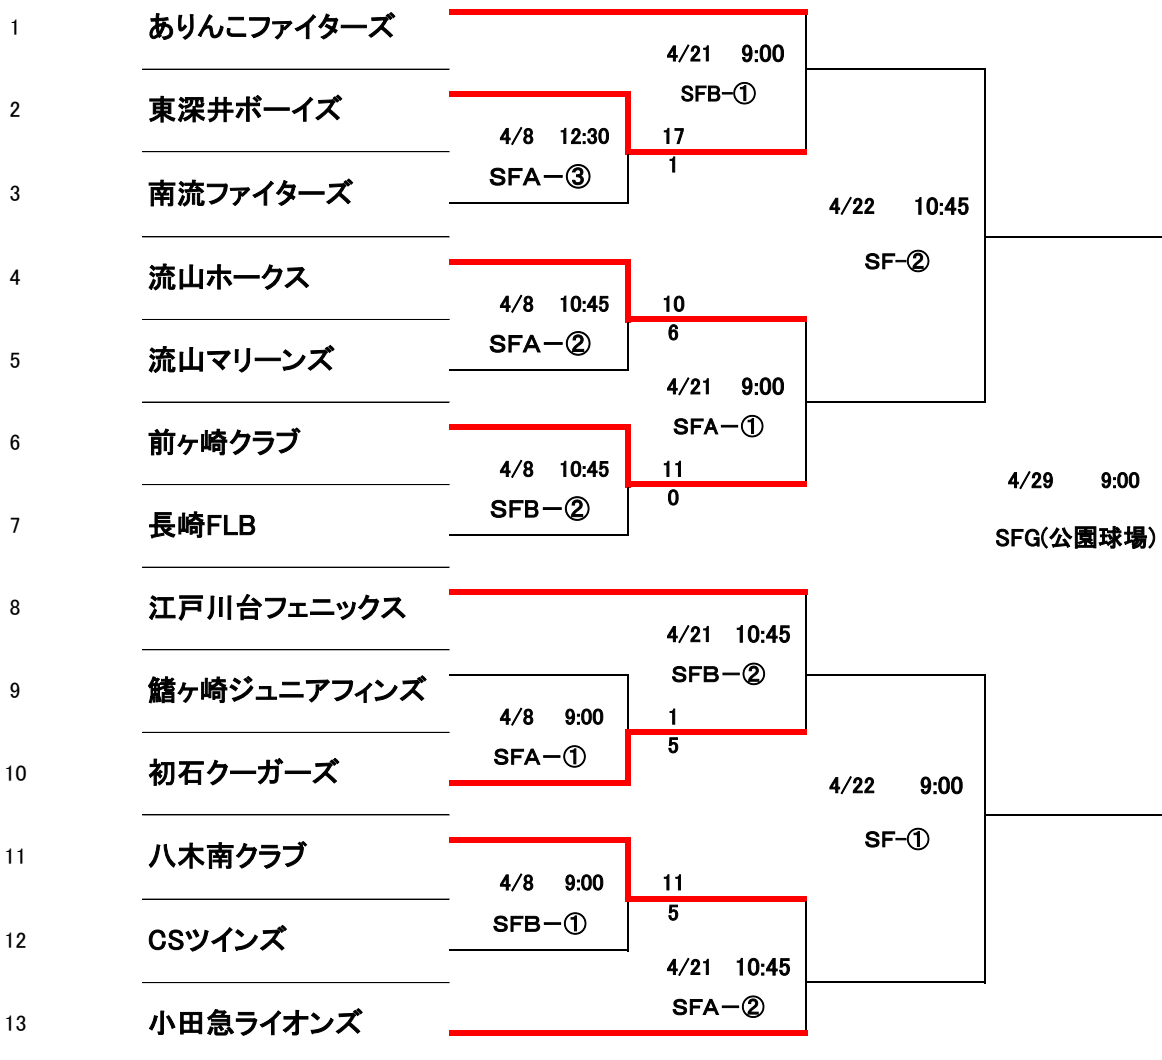 1 ありんこファイターズ
4/21 9:00
SFB-①
2 東深井ボーイズ
4/8 12:30 17
SFA－③ 1
3 南流ファイターズ
4/22 10:45
SF-②
4 流山ホークス
4/8 10:45 10
SFA－② 6
5 流山マリーンズ
4/21 9:00
SFA－①
6 前ヶ崎クラブ
4/8 10:45 11
SFB－② 0
4/29 9:00
7 長崎FLB
SFG(公園球場)
8 江戸川台フェニックス
4/21 10:45
SFB－②
9 鰭ヶ崎ジュニアフィンズ
4/8 9:00 1
SFA－① 5
10 初石クーガーズ
4/22 9:00
SF-①
11 八木南クラブ
4/8 9:00 11
SFB－① 5
12 CSツインズ
4/21 10:45
SFA－②
13 小田急ライオンズ